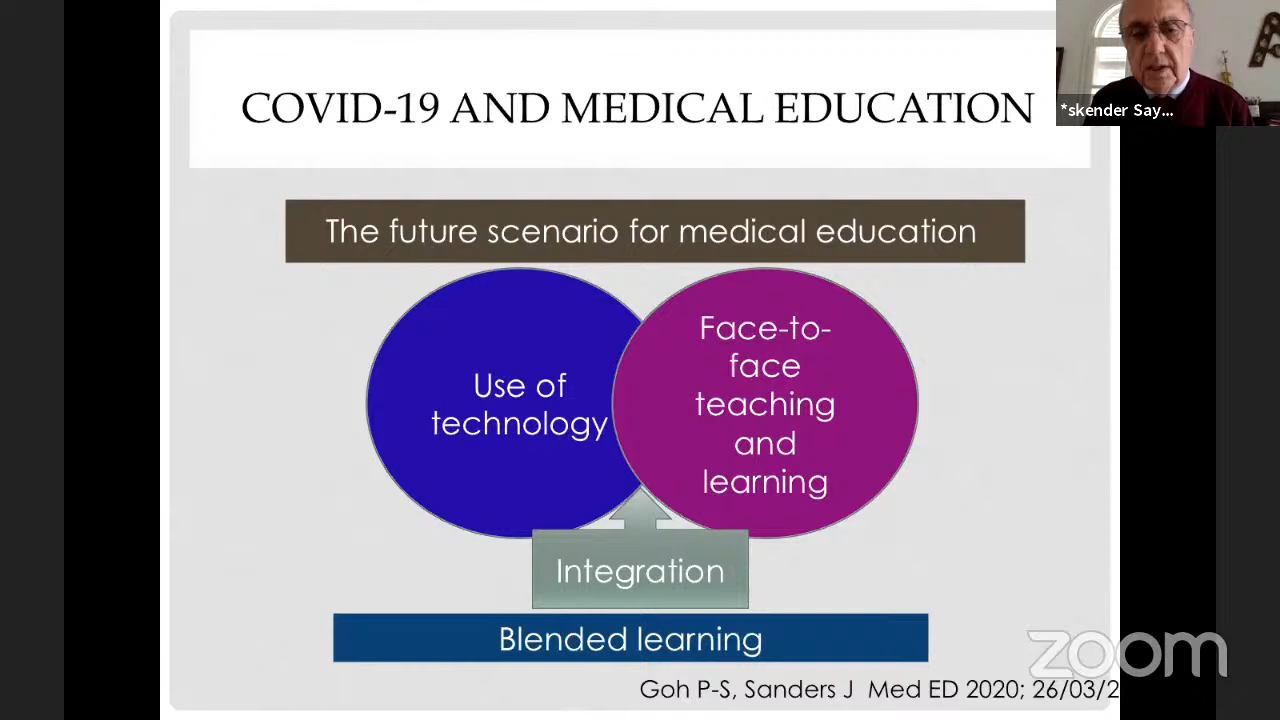 COVID-19 AND MEDICAL EDUCATION
*skender Say...
The future scenario for medical education
Use of
technology
Face-to-
face
teaching
and
learning
Integration
Blended learning
zoom
Goh P-S, Sanders J Med ED 2020; 26/03/2